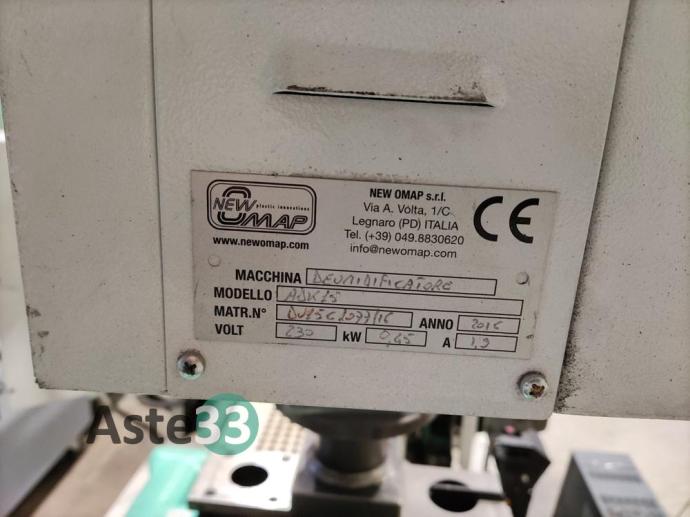 NEW
plastic innovations
OMAP
www.newomap.com
NEW OMAP s.r.l.
Via A. Volta, 1/C
Legnaro (PD) ITALIA
Tel. (+39) 049.8830620
info@newomap.com
CE
MACCHINA DEUMIDIFICATORE
MODELLO
MATR.N° ANNO 2016
VOLT 230 kW 0,45 A 1,9
Aste33